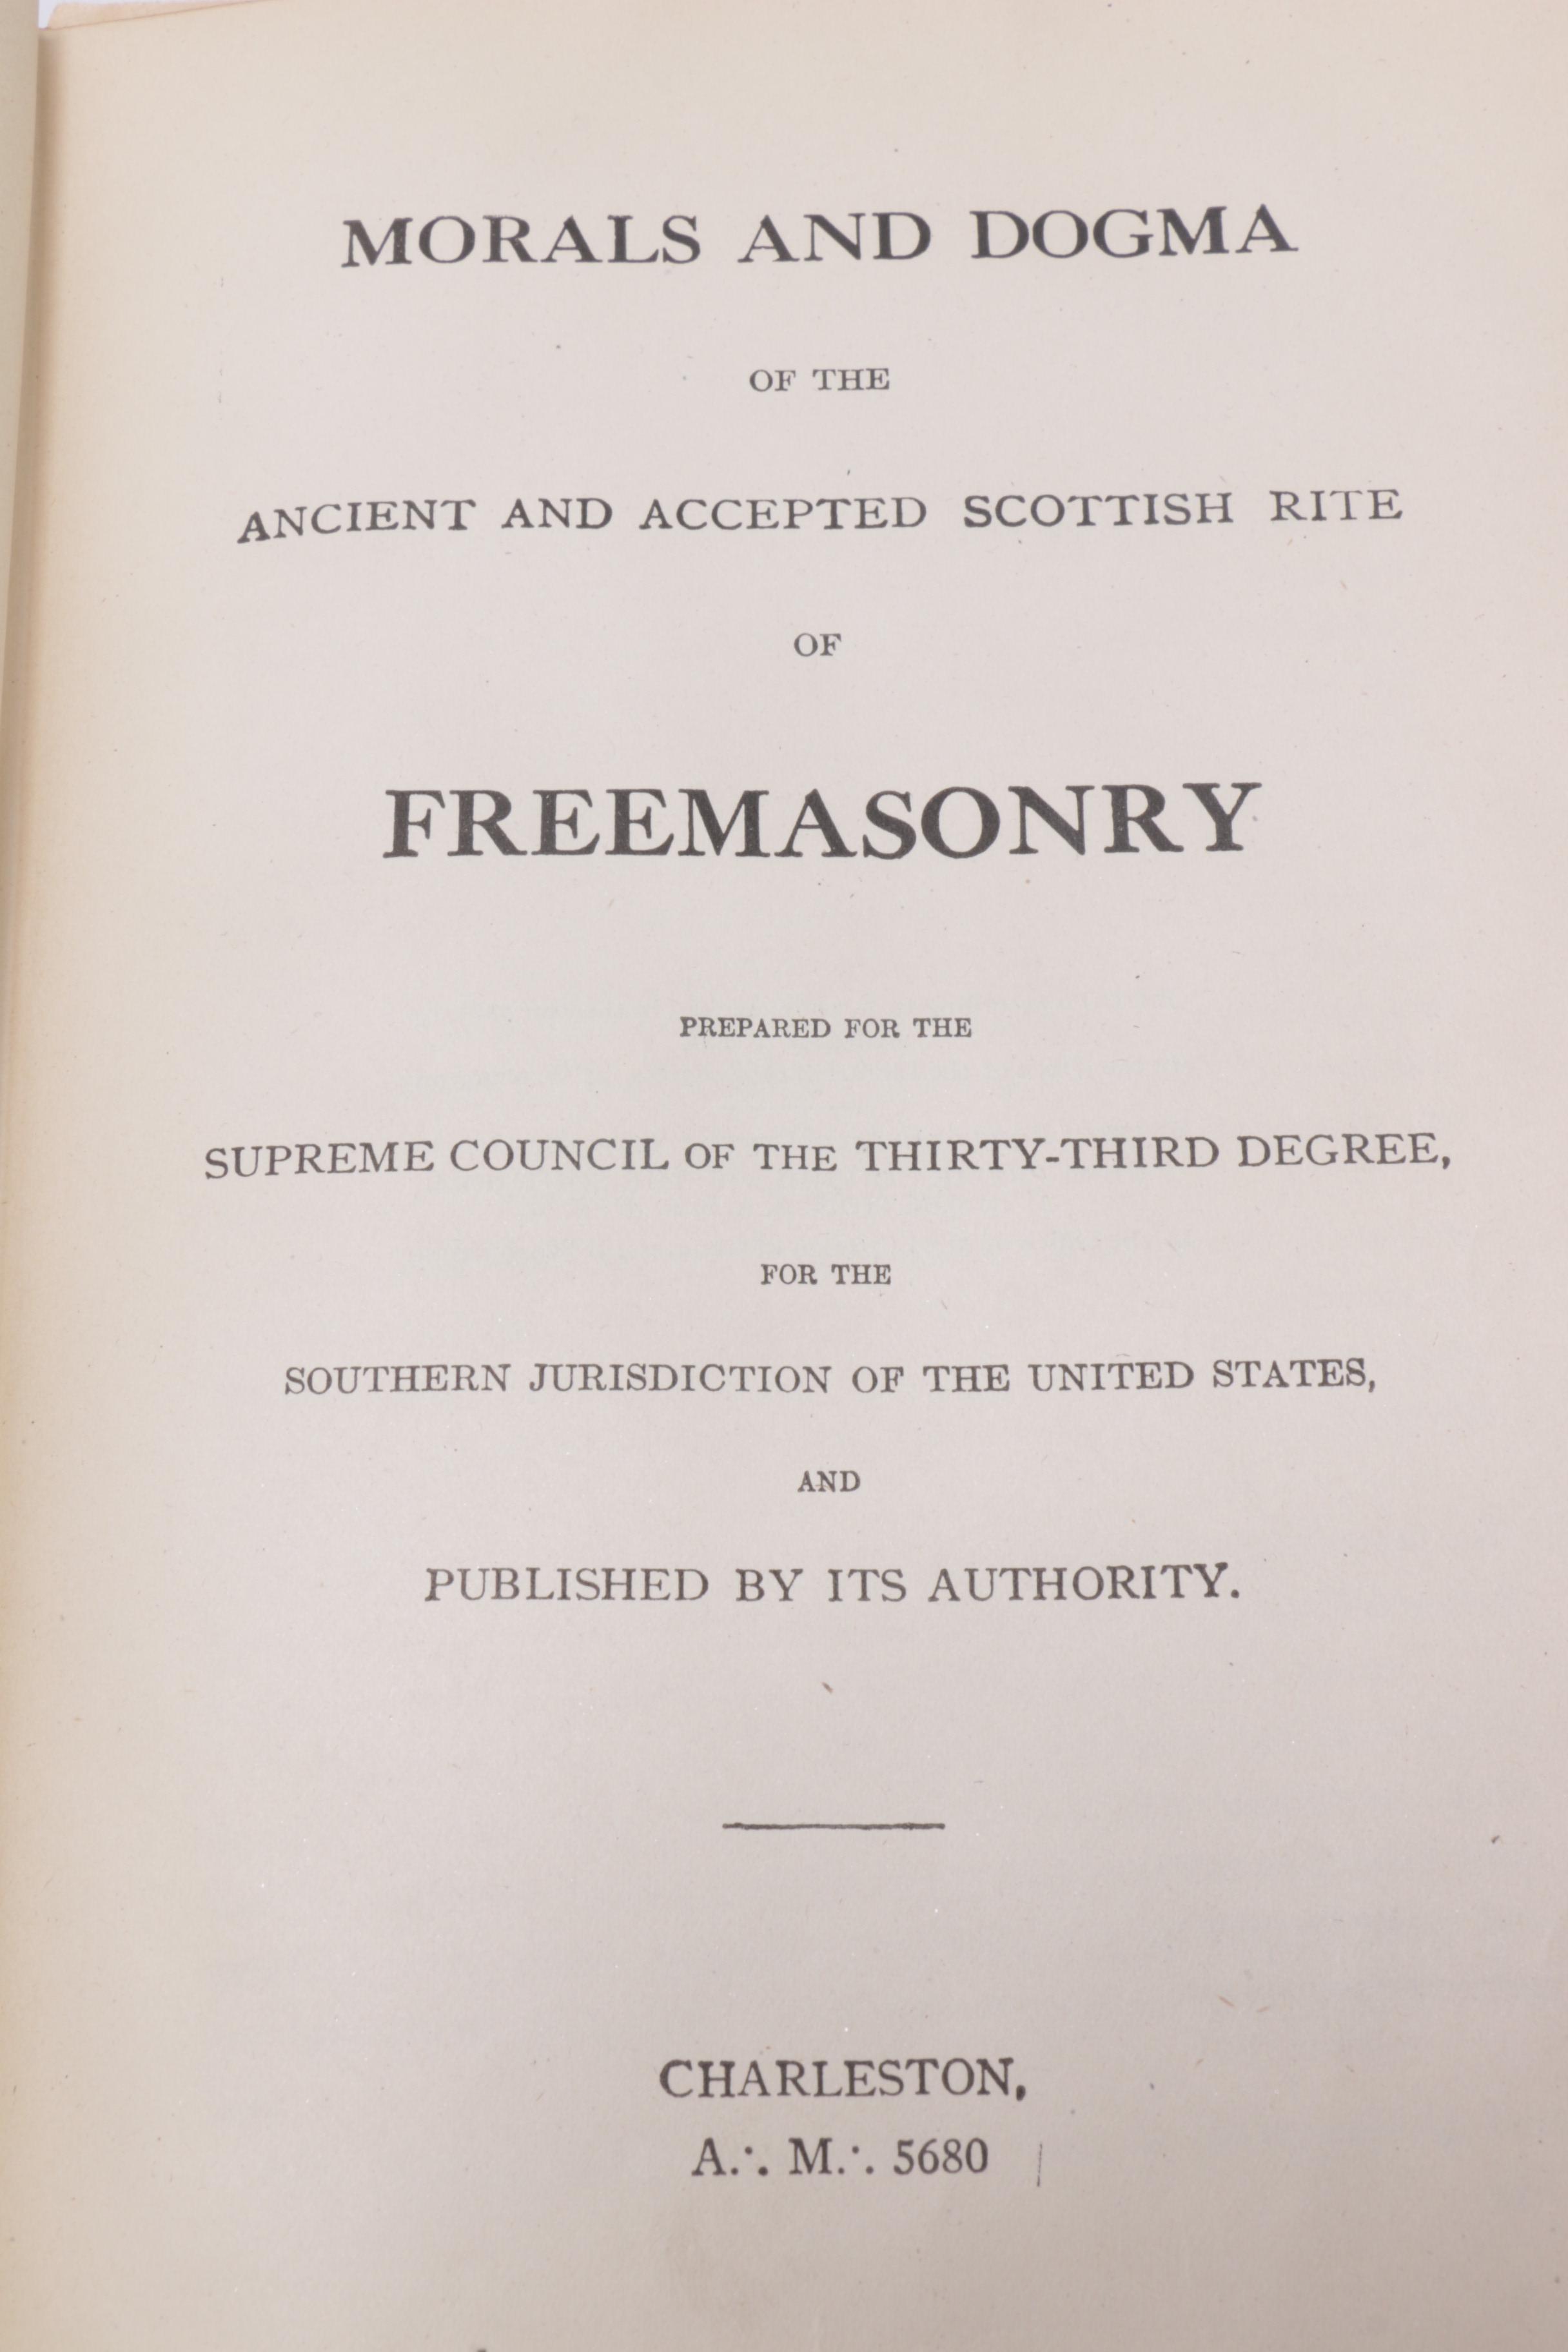 MORALS AND DOGMA
OF THE
ANCIENT AND ACCEPTED SCOTTISH RITE
OF
FREEMASONRY
PREPARED FOR THE
SUPREME COUNCIL OF THE THIRTY-THIRD DEGREE,
FOR THE
SOUTHERN JURISDICTION OF THE UNITED STATES,
AND
PUBLISHED BY ITS AUTHORITY.
CHARLESTON,
A.∴ M.∴ 5680